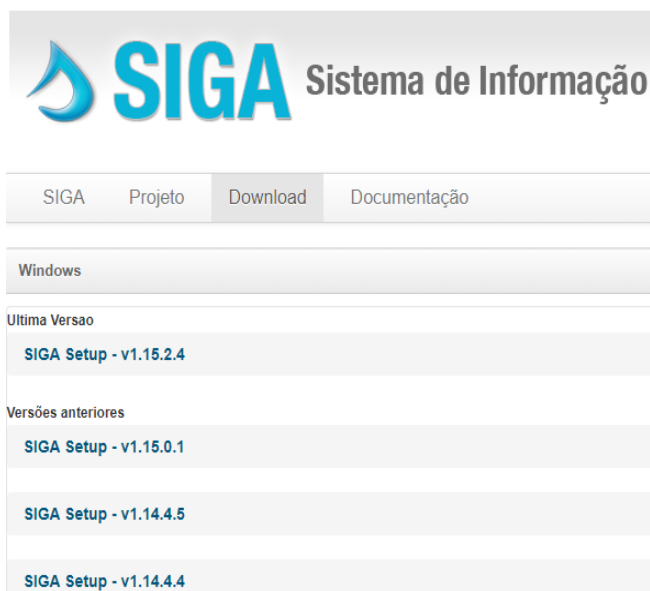 SIGA Sistema de Informação
SIGA Projeto Download Documentação
Windows
Ultima Versao
SIGA Setup - v1.15.2.4
Versões anteriores
SIGA Setup - v1.15.0.1
SIGA Setup - v1.14.4.5
SIGA Setup - v1.14.4.4